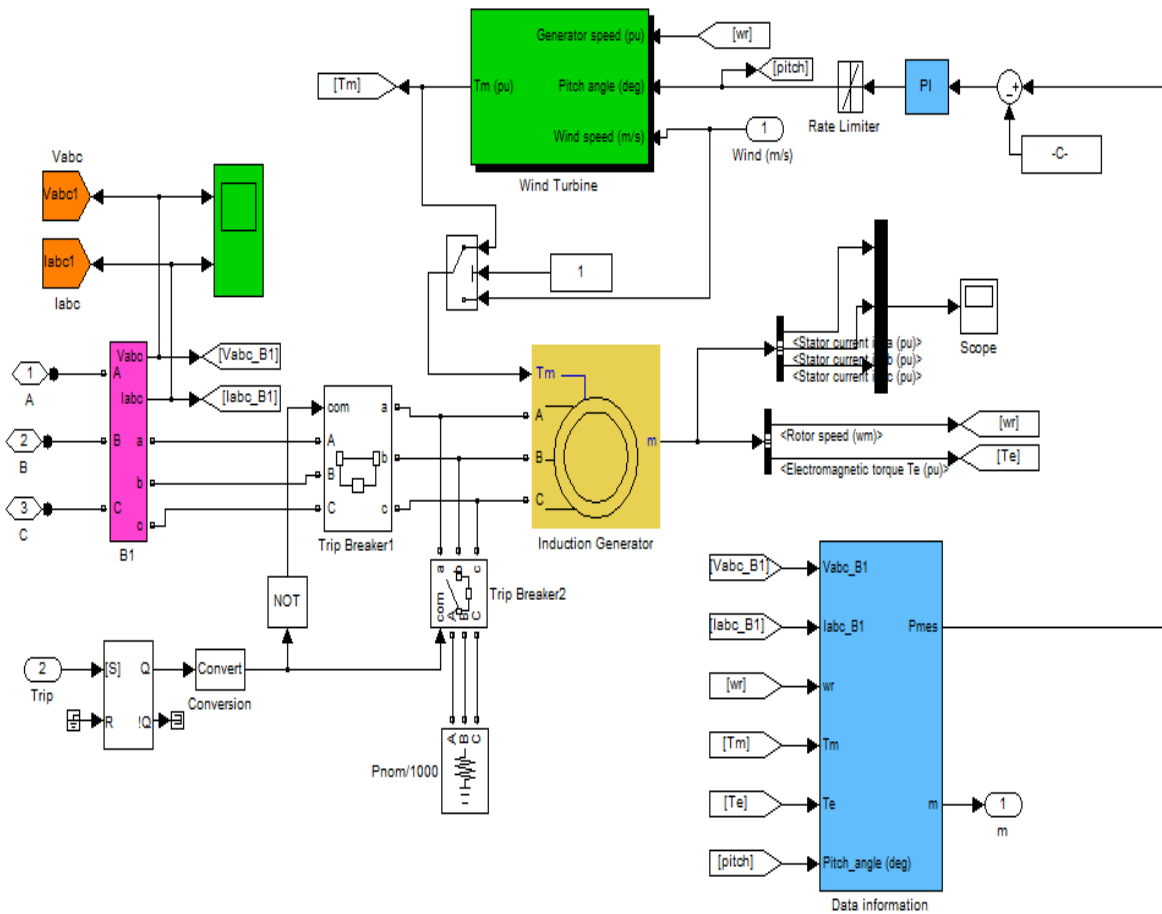 Generator speed (pu)
[wr]
[Tm]
Tm (pu)
Pitch angle (deg)
[pitch]
PI
-
+
Rate Limiter
Wind speed (m/s)
1
Wind (m/s)
-C-
Wind Turbine
Vabc
Vabc1
Iabc1
Iabc
1
Scope
<Stator current is_a (pu)>
<Stator current is_b (pu)>
<Stator current is_c (pu)>
Vabc
[Vabc_B1]
1
A
A
Iabc
[Iabc_B1]
com
a
Tm
A
2
B
B
a
A
b
B
m
<Rotor speed (wm)>
[wr]
b
B
<Electromagnetic torque Te (pu)>
[Te]
3
C
C
c
C
c
C
B1
Trip Breaker1
Induction Generator
a
b
c
com
A
B
C
Trip Breaker2
NOT
2
Trip
[S]
Q
R
!Q
Convert
Conversion
Pnom/1000
A
B
C
[Vabc_B1]
Vabc_B1
[Iabc_B1]
Iabc_B1
Pmes
[wr]
wr
[Tm]
Tm
[Te]
Te
m
1
m
[pitch]
Pitch_angle (deg)
Data information